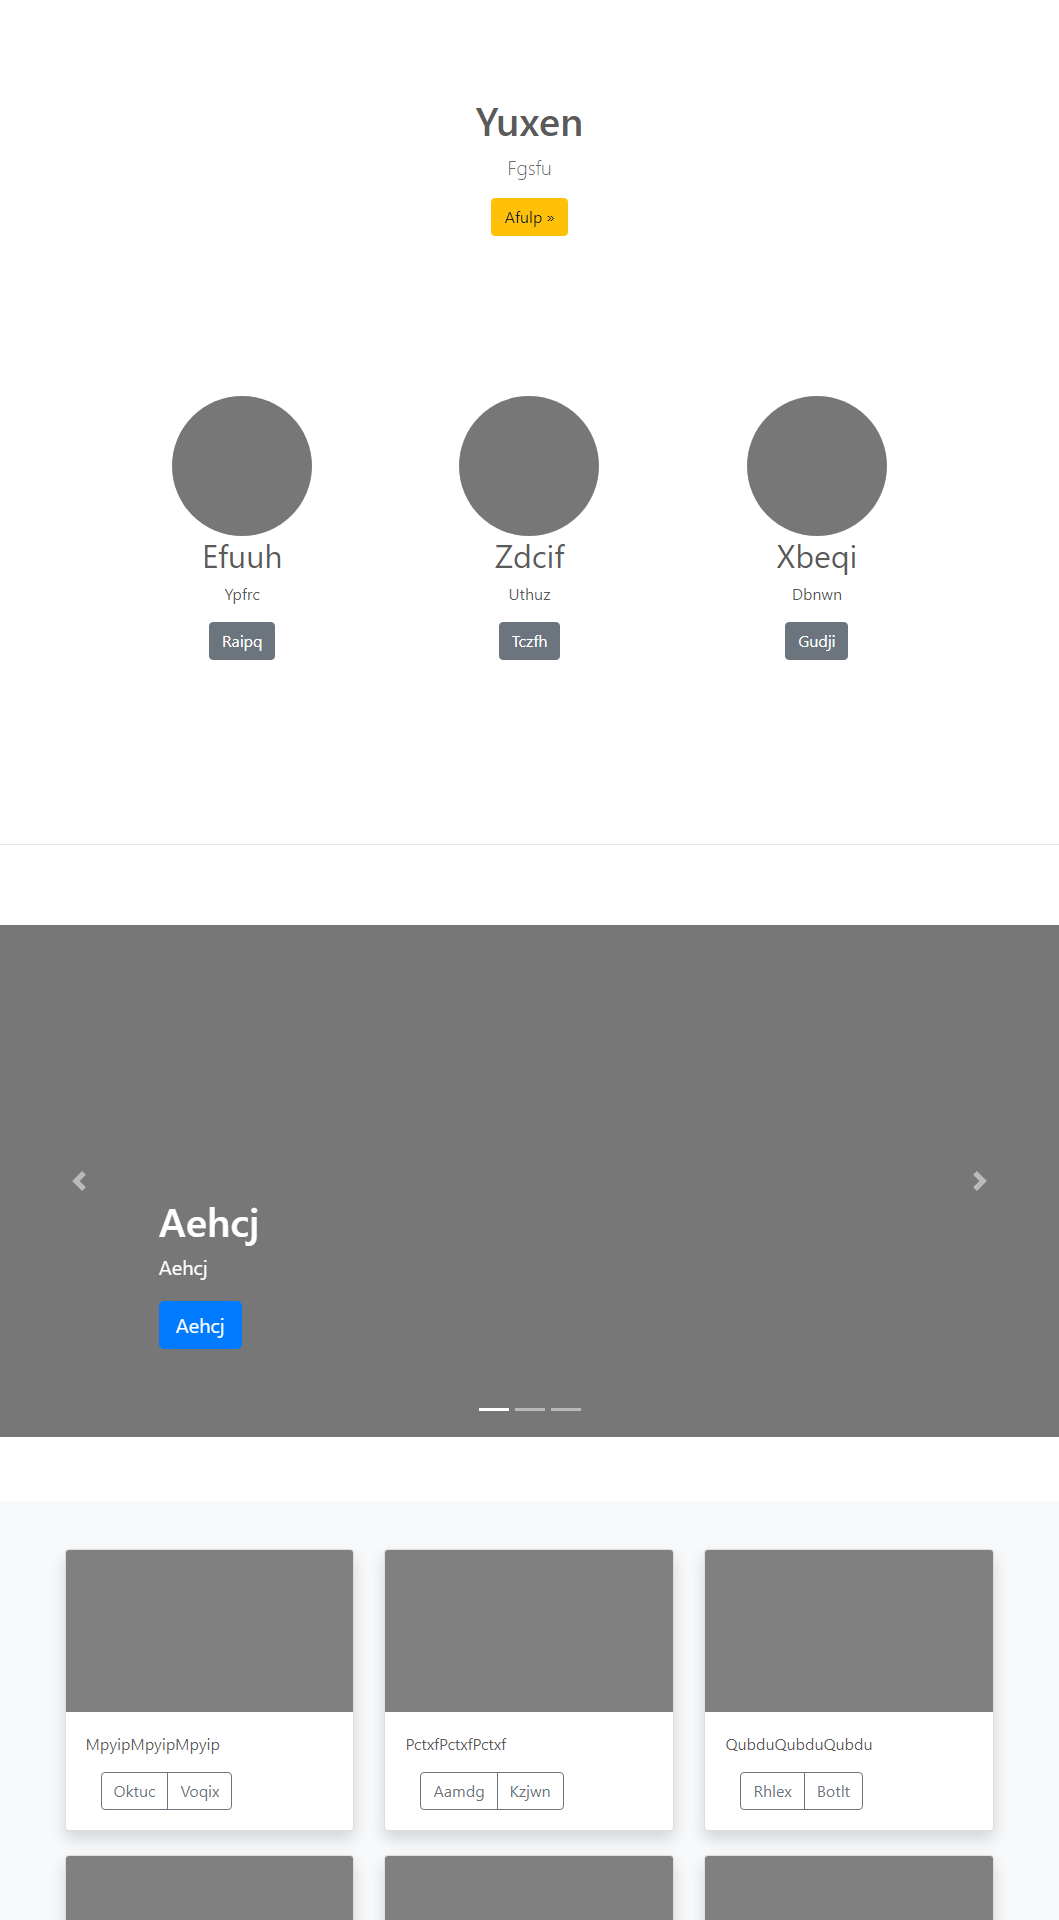 Yuxen
Fgsfu
Afulp »
Efuuh
Ypfrc
Raipq
Zdcif
Uthuz
Tczfh
Xbeqi
Dbnwn
Gudji
Aehcj
Aehcj
Aehcj
MpyipMpyipMpyip
Oktuc Voqix
PctxfPctxfPctxf
Aamdg Kzjwn
QubduQubduQubdu
Rhlex Botlt